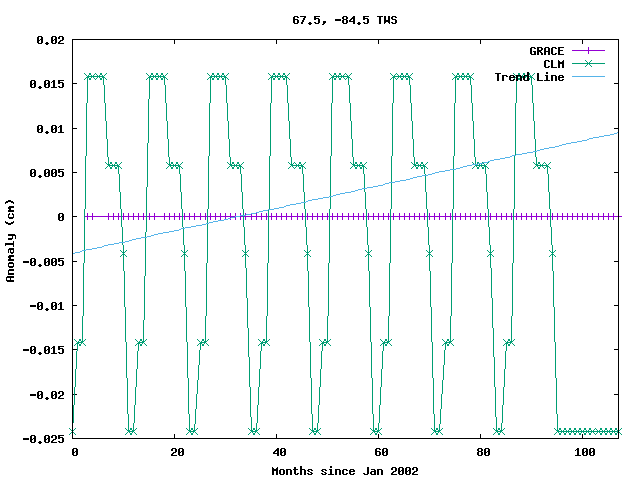 67.5, -84.5 TWS
GRACE
CLM
Trend Line
0.02
0.015
0.01
0.005
0
-0.005
-0.01
-0.015
-0.02
-0.025
Anomaly (cm)
0 20 40 60 80 100
Months since Jan 2002